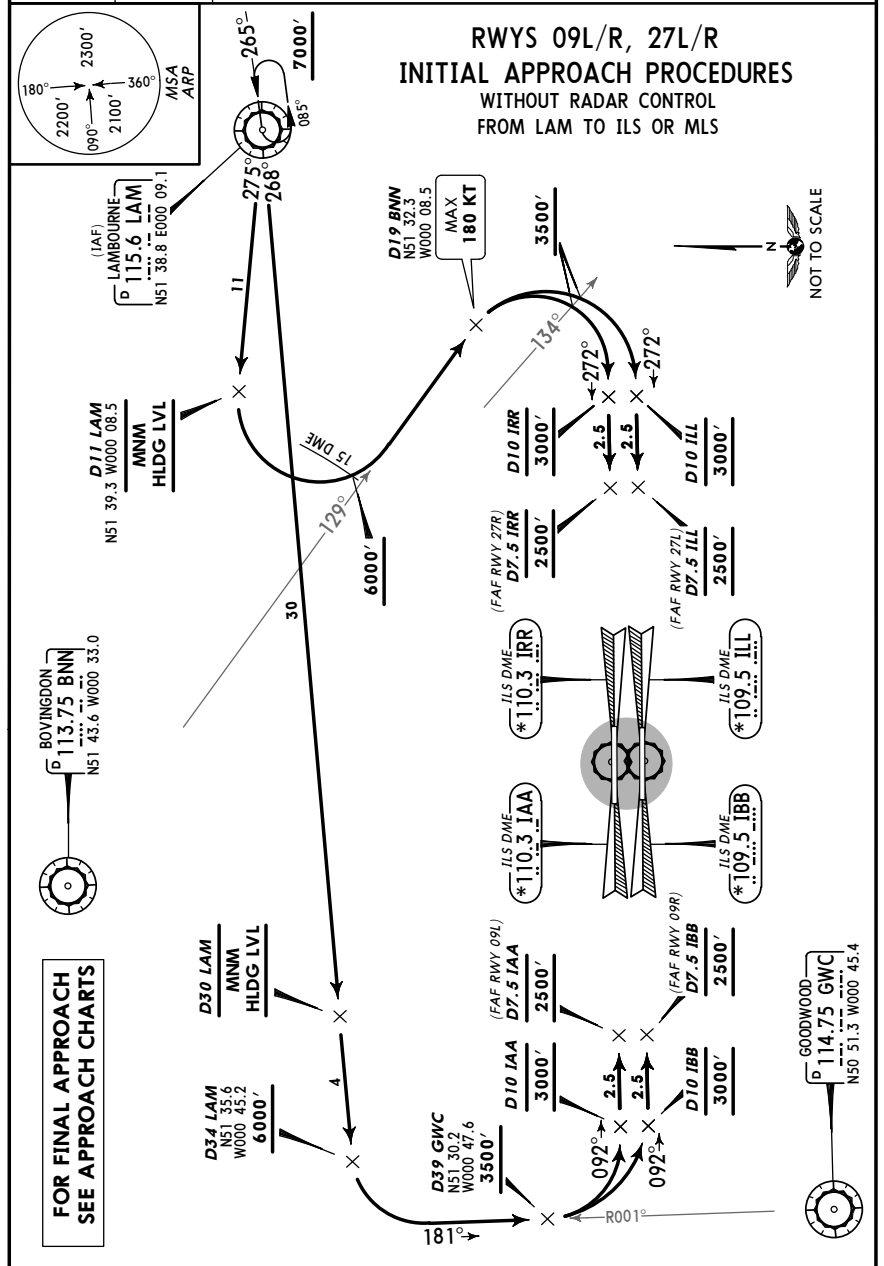 RWYS 09L/R, 27L/R
INITIAL APPROACH PROCEDURES
WITHOUT RADAR CONTROL
FROM LAM TO ILS OR MLS
MSA
ARP
2300'
180°
360°
2200'
090°
2100'
265°
7000'
085°
(IAF)
LAMBOURNE
D 115.6 LAM
N51 38.8 E000 09.1
275°
268°
11
D11 LAM
N51 39.3 W000 08.5
MNM
HLDG LVL
D19 BNN
N51 32.3
W000 08.5
MAX
180 KT
3500'
N
NOT TO SCALE
134°
15 DME
129°
6000'
30
272°
272°
D10 IRR
3000'
2.5
2.5
D10 ILL
3000'
(FAF RWY 27R)
D7.5 IRR
2500'
(FAF RWY 27L)
D7.5 ILL
2500'
BOVINGDON
D 113.75 BNN
N51 43.6 W000 33.0
ILS DME
*110.3 IRR
ILS DME
*109.5 ILL
ILS DME
*110.3 IAA
ILS DME
*109.5 IBB
FOR FINAL APPROACH
SEE APPROACH CHARTS
D30 LAM
MNM
HLDG LVL
4
D34 LAM
N51 35.6
W000 45.2
6000'
(FAF RWY 09L)
D7.5 IAA
2500'
(FAF RWY 09R)
D7.5 IBB
2500'
D10 IAA
3000'
2.5
2.5
D10 IBB
3000'
092°
092°
D39 GWC
N51 30.2
W000 47.6
3500'
181°
R001°
GOODWOOD
D 114.75 GWC
N50 51.3 W000 45.4